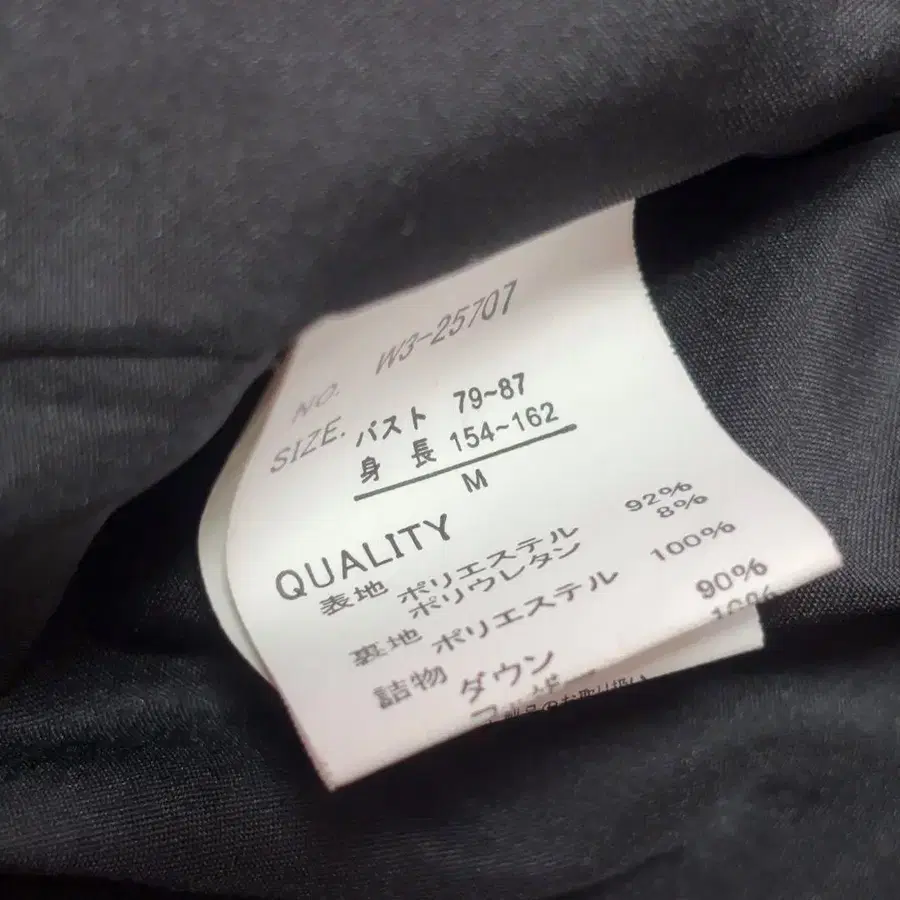 NO. W3-25707
SIZE. バスト 79~87
身 長 154~162
M
QUALITY
表地 ポリエステル 92%
ポリウレタン 8%
裏地 ポリエステル 100%
詰物 ダウン 90%
10%